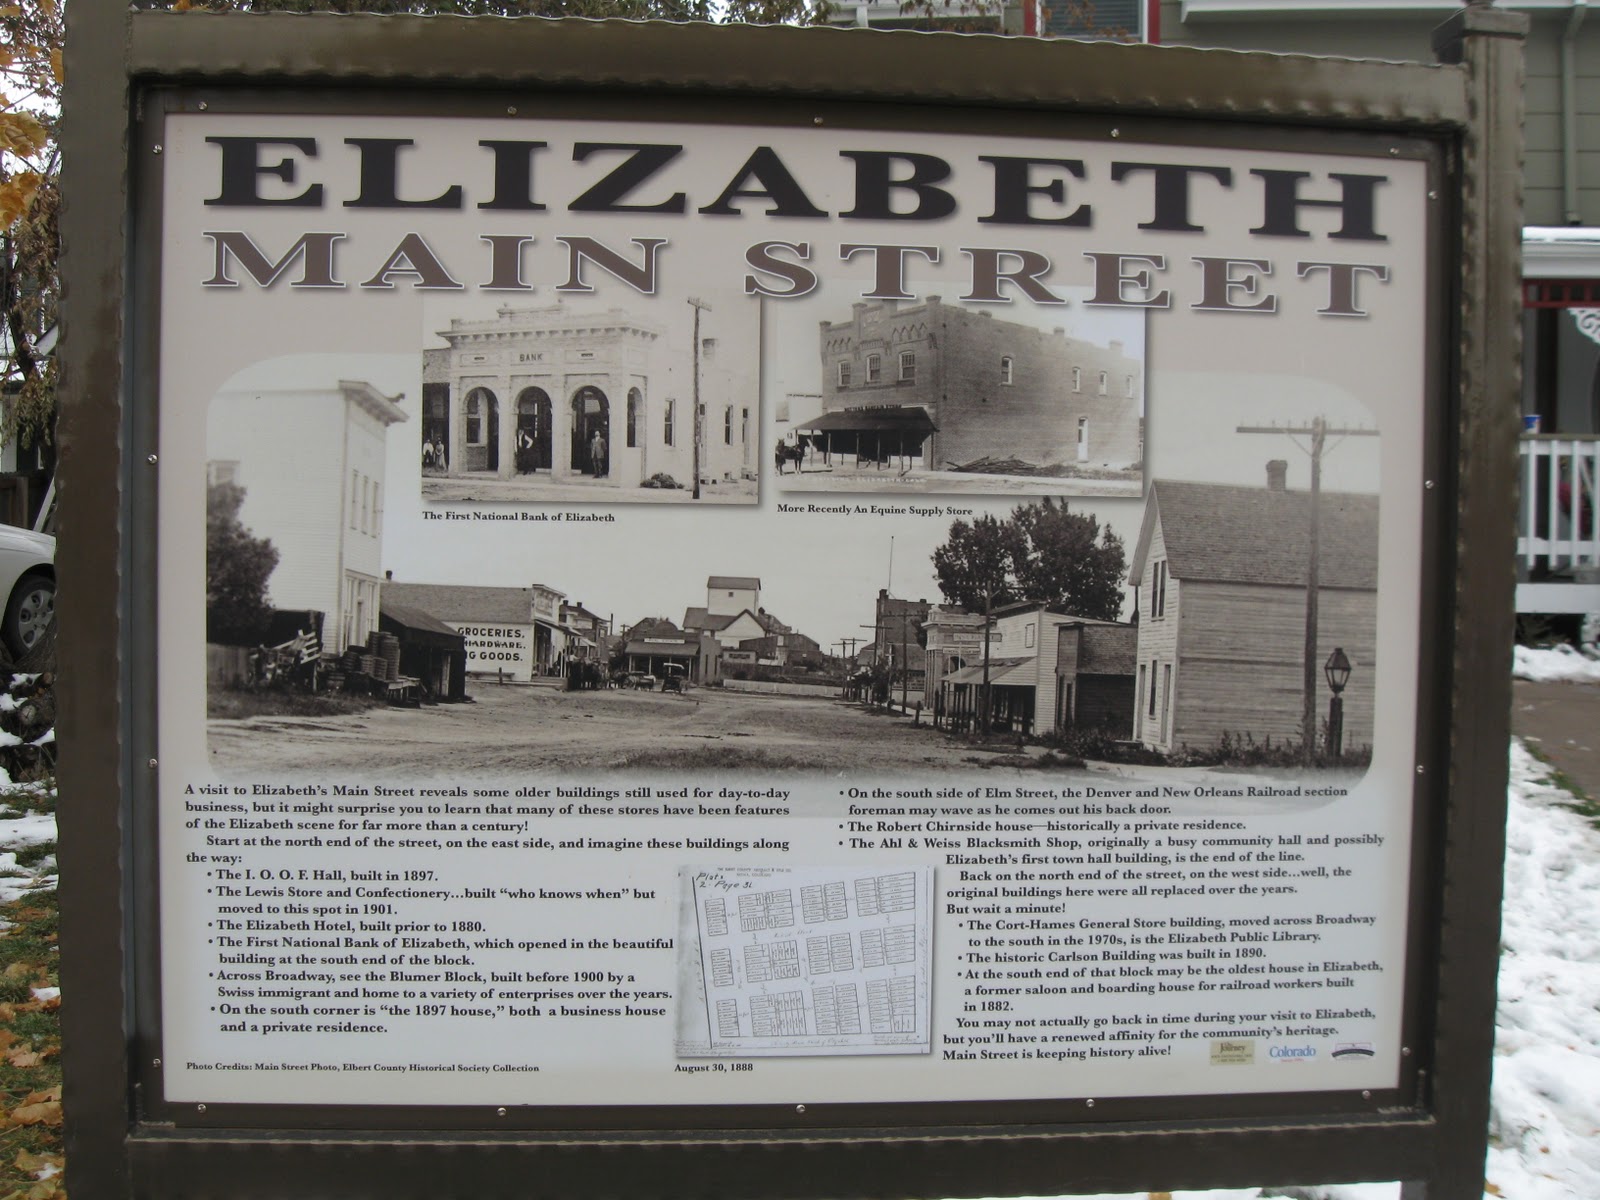 ELIZABETH
MAIN STREET
BANK
The First National Bank of Elizabeth
More Recently An Equine Supply Store
GROCERIES,
HARDWARE.
GOODS.
A visit to Elizabeth's Main Street reveals some older buildings still used for day-to-day
business, but it might surprise you to learn that many of these stores have been features
of the Elizabeth scene for far more than a century!
Start at the north end of the street, on the east side, and imagine these buildings along
the way:
• The I. O. O. F. Hall, built in 1897.
• The Lewis Store and Confectionery...built "who knows when" but
moved to this spot in 1901.
• The Elizabeth Hotel, built prior to 1880.
• The First National Bank of Elizabeth, which opened in the beautiful
building at the south end of the block.
• Across Broadway, see the Blumer Block, built before 1900 by a
Swiss immigrant and home to a variety of enterprises over the years.
• On the south corner is "the 1897 house," both a business house
and a private residence.
Photo Credits: Main Street Photo, Elbert County Historical Society Collection
Plats
2 - Page 31
August 30, 1888
• On the south side of Elm Street, the Denver and New Orleans Railroad section
foreman may wave as he comes out his back door.
• The Robert Chirnside house—historically a private residence.
• The Ahl & Weiss Blacksmith Shop, originally a busy community hall and possibly
Elizabeth's first town hall building, is the end of the line.
Back on the north end of the street, on the west side...well, the
original buildings here were all replaced over the years.
But wait a minute!
• The Cort-Hames General Store building, moved across Broadway
to the south in the 1970s, is the Elizabeth Public Library.
• The historic Carlson Building was built in 1890.
• At the south end of that block may be the oldest house in Elizabeth,
a former saloon and boarding house for railroad workers built
in 1882.
You may not actually go back in time during your visit to Elizabeth,
but you'll have a renewed affinity for the community's heritage.
Main Street is keeping history alive!
Journey
Colorado